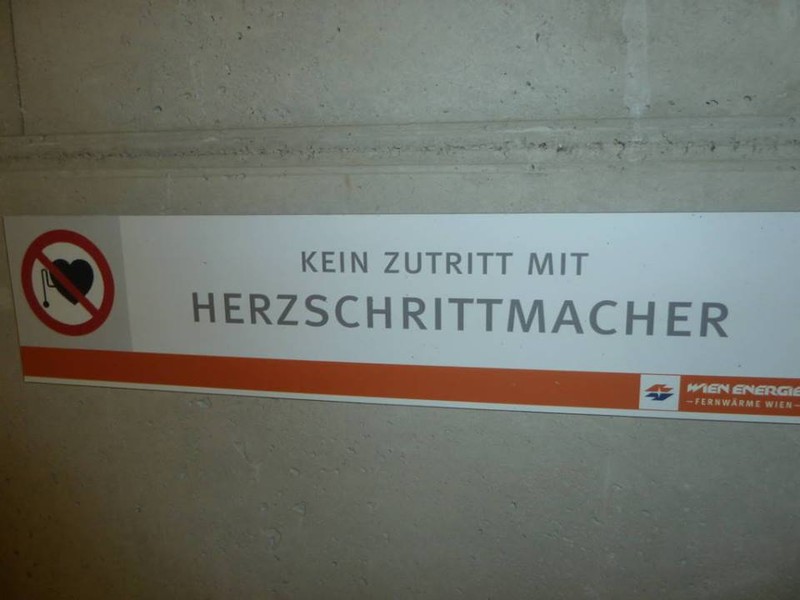 KEIN ZUTRITT MIT
HERZSCHRITTMACHER
WIEN ENERGIE
–FERNWÄRME WIEN–